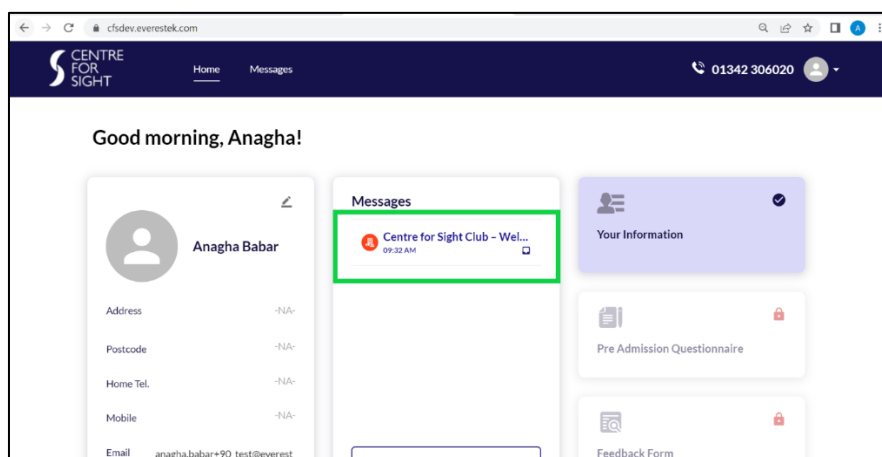 cfsdev.everestek.com
A
CENTRE
FOR
SIGHT
Home Messages
01342 306020
Good morning, Anagha!
Anagha Babar
Address -NA-
Postcode -NA-
Home Tel. -NA-
Mobile -NA-
Email anagha.babar+90_test@everest
Messages
Centre for Sight Club – Wel...
09:32 AM
Your Information
Pre Admission Questionnaire
Feedback Form